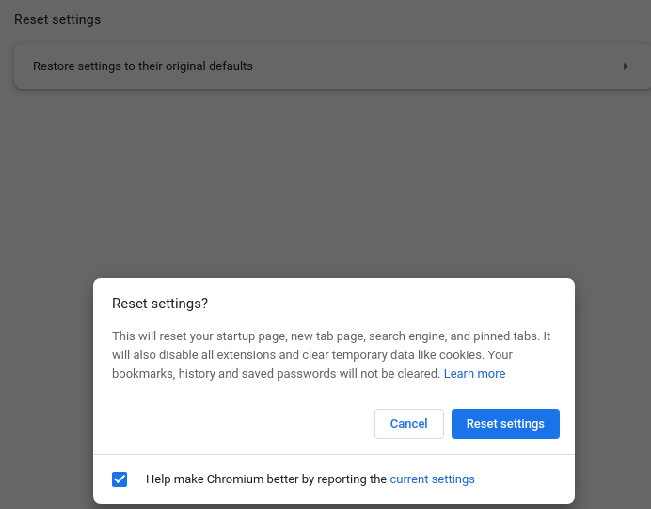 Reset settings
Restore settings to their original defaults
Reset settings?
This will reset your startup page, new tab page, search engine, and pinned tabs. It
will also disable all extensions and clear temporary data like cookies. Your
bookmarks, history and saved passwords will not be cleared. Learn more
Cancel Reset settings
Help make Chromium better by reporting the current settings